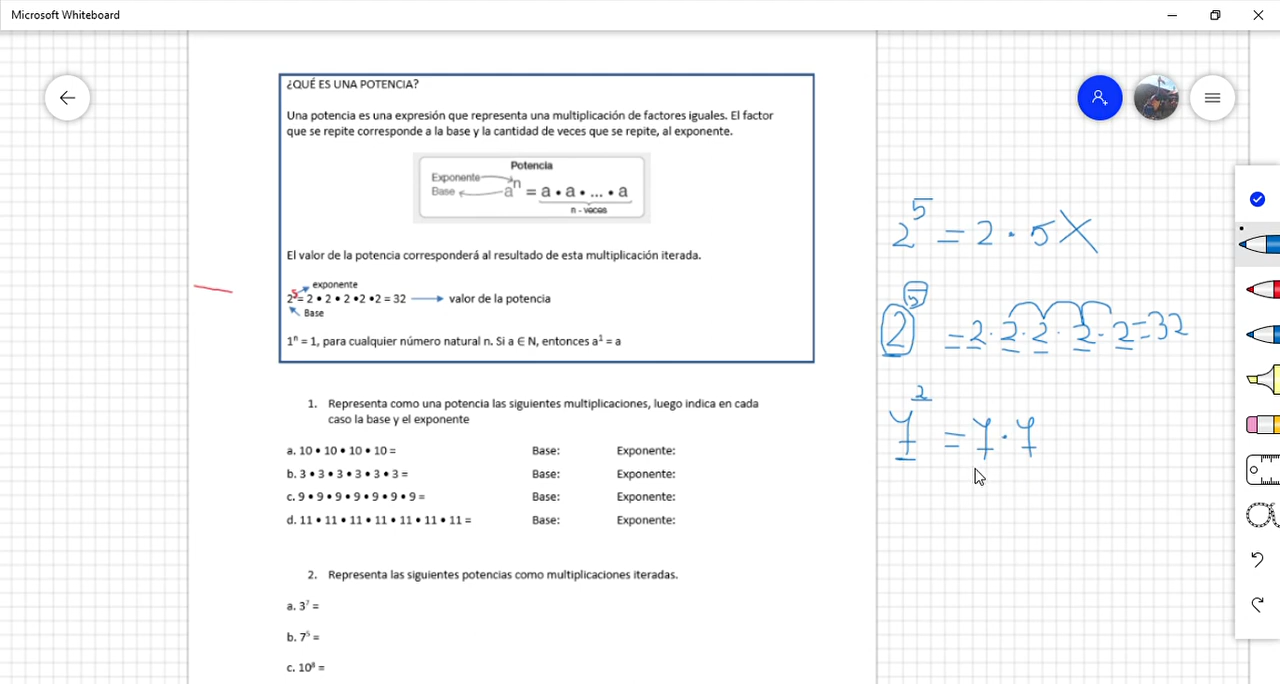 Microsoft Whiteboard
¿QUÉ ES UNA POTENCIA?
Una potencia es una expresión que representa una multiplicación de factores iguales. El factor
que se repite corresponde a la base y la cantidad de veces que se repite, al exponente.
Potencia
Exponente
Base
aⁿ = a • a • ... • a
n - veces
El valor de la potencia corresponderá al resultado de esta multiplicación iterada.
exponente
2⁵= 2 • 2 • 2 •2 •2 = 32 → valor de la potencia
Base
1ⁿ = 1, para cualquier número natural n. Si a ∈ N, entonces a¹ = a
1. Representa como una potencia las siguientes multiplicaciones, luego indica en cada
caso la base y el exponente
a. 10 • 10 • 10 • 10 = Base: Exponente:
b. 3 • 3 • 3 • 3 • 3 • 3 = Base: Exponente:
c. 9 • 9 • 9 • 9 • 9 • 9 • 9 = Base: Exponente:
d. 11 • 11 • 11 • 11 • 11 • 11 • 11 = Base: Exponente:
2. Representa las siguientes potencias como multiplicaciones iteradas.
a. 3⁷ =
b. 7⁵ =
c. 10⁸ =
2⁵ = 2 · 5 X
2⁵ = 2 · 2 · 2 · 2 · 2 = 32
7² = 7 · 7